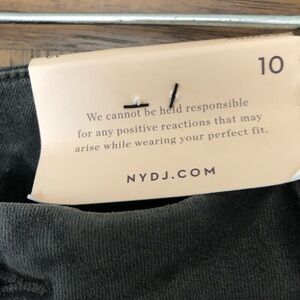 10
We cannot be held responsible
for any positive reactions that may
arise while wearing your perfect fit.
NYDJ.COM